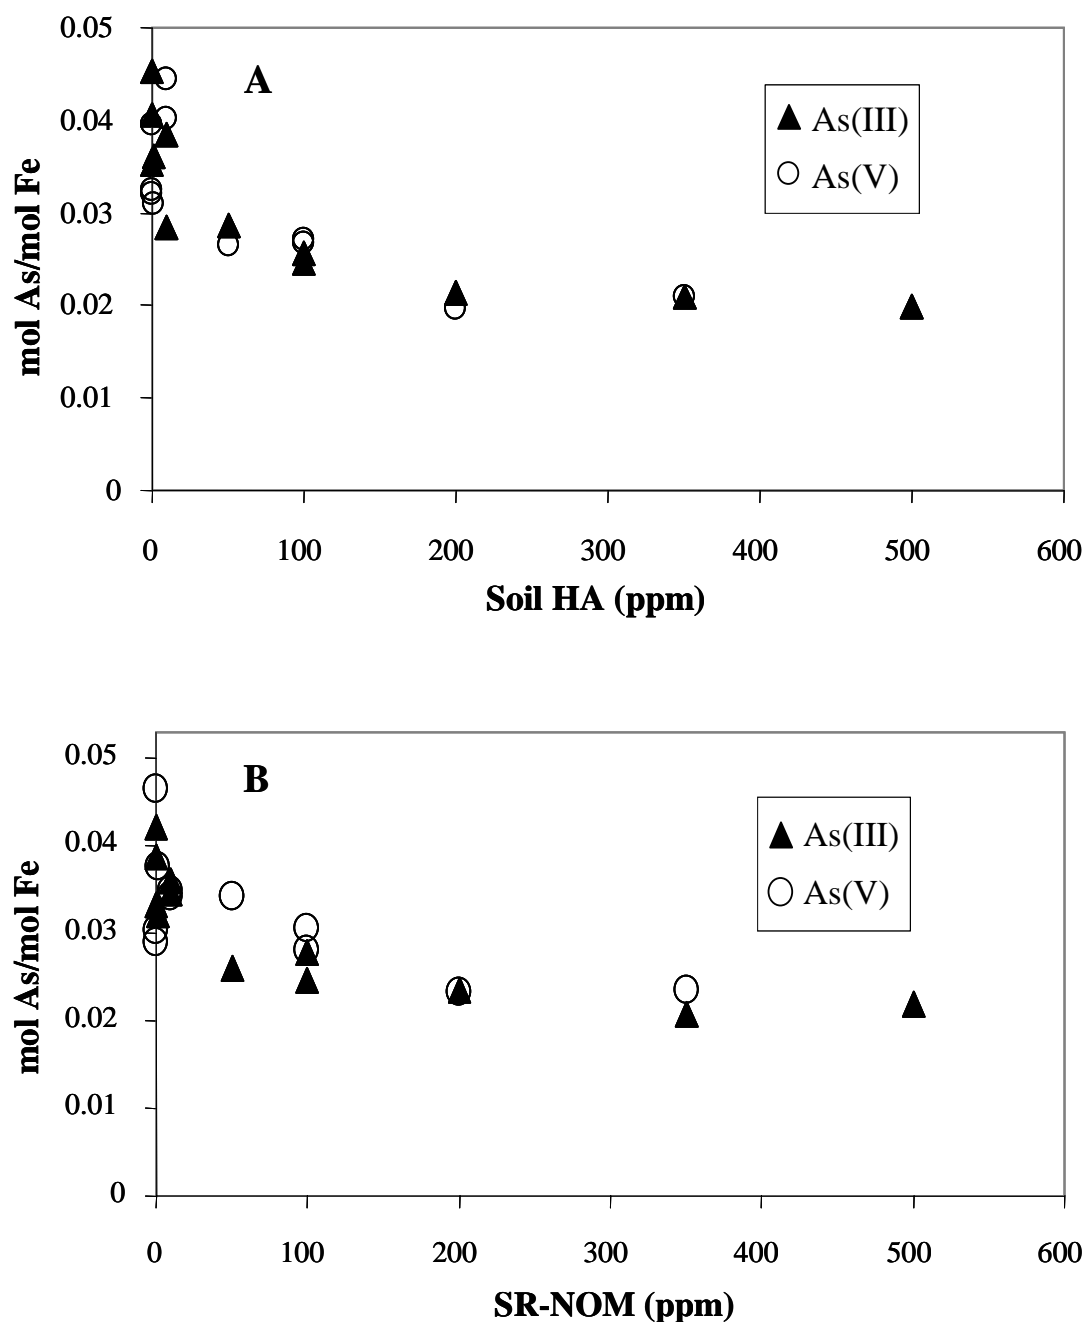 0.05
A
As(III)
0.04
As(V)
mol As/mol Fe
0.03
0.02
0.01
0
0 100 200 300 400 500 600
Soil HA (ppm)
0.05
B
As(III)
0.04
As(V)
mol As/mol Fe
0.03
0.02
0.01
0
0 100 200 300 400 500 600
SR-NOM (ppm)